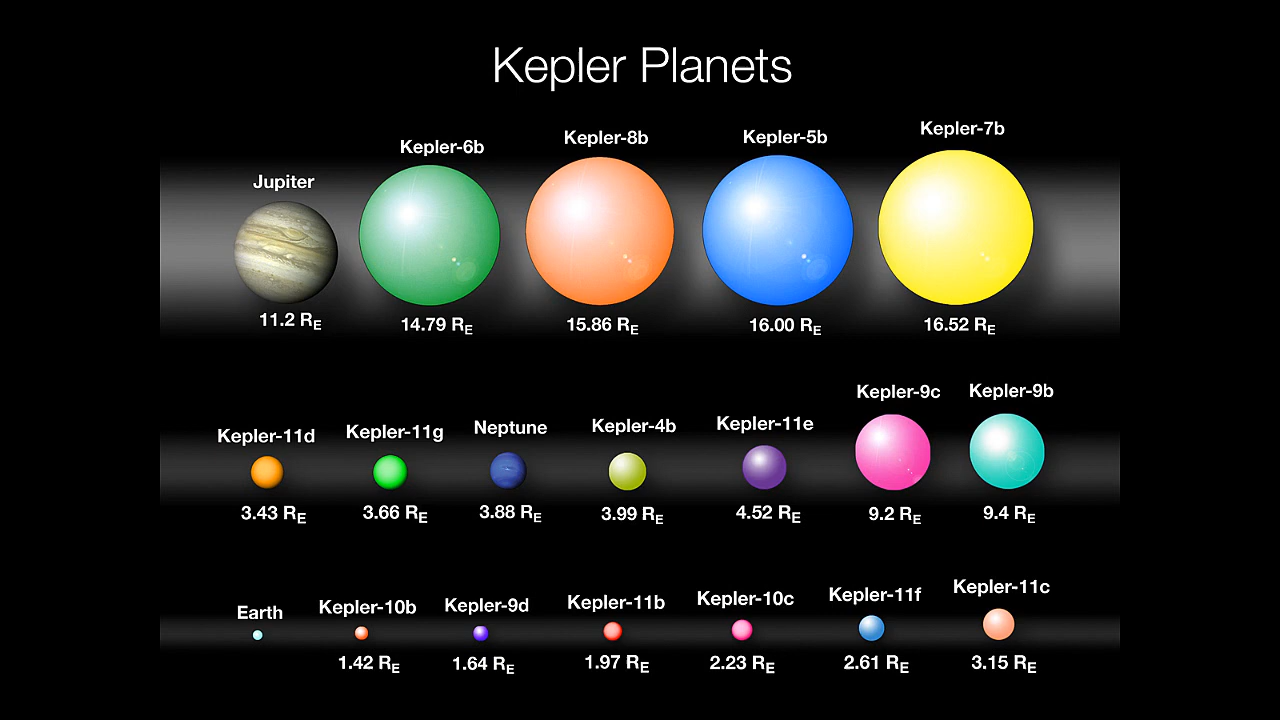 Kepler Planets
Jupiter
Kepler-6b
Kepler-8b
Kepler-5b
Kepler-7b
11.2 RE
14.79 RE
15.86 RE
16.00 RE
16.52 RE
Kepler-11d
Kepler-11g
Neptune
Kepler-4b
Kepler-11e
Kepler-9c
Kepler-9b
3.43 RE
3.66 RE
3.88 RE
3.99 RE
4.52 RE
9.2 RE
9.4 RE
Earth
Kepler-10b
Kepler-9d
Kepler-11b
Kepler-10c
Kepler-11f
Kepler-11c
1.42 RE
1.64 RE
1.97 RE
2.23 RE
2.61 RE
3.15 RE